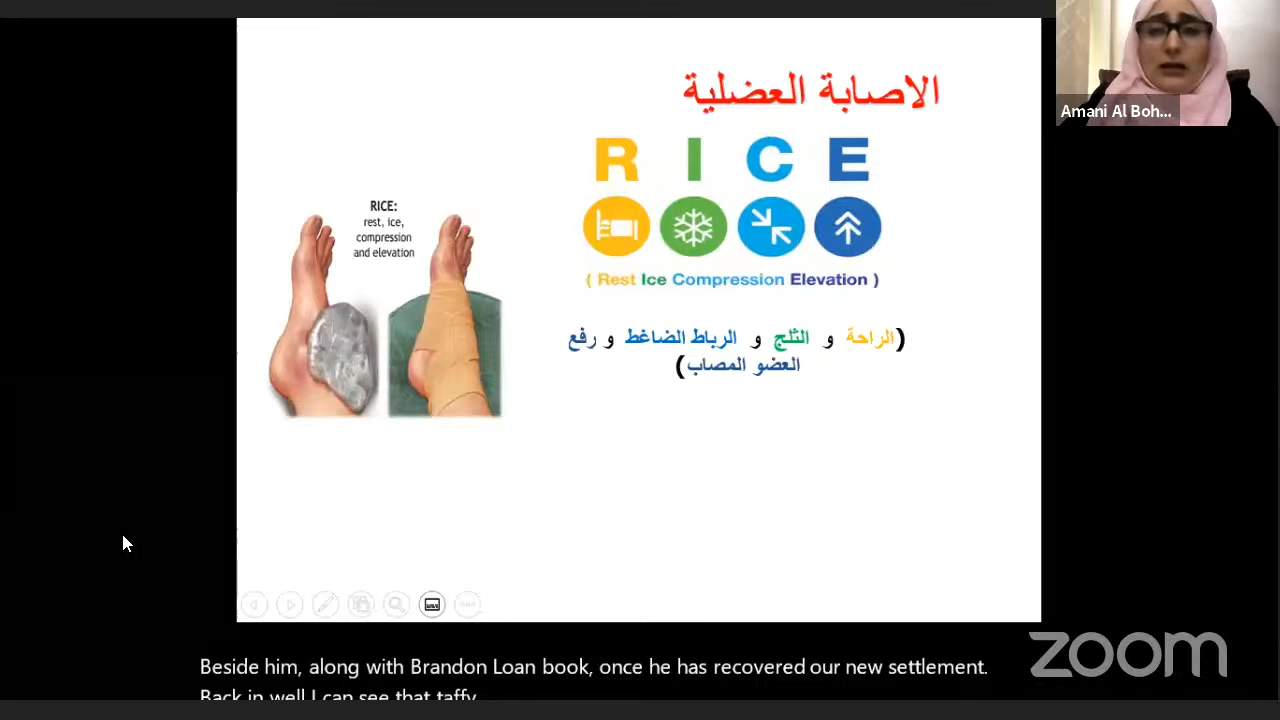 الاصابة العضلية
R I C E
( Rest Ice Compression Elevation )
RICE:
rest, ice,
compression
and elevation
(الراحة و الثلج و الرباط الضاغط و رفع
العضو المصاب)
Amani Al Boh...
Beside him, along with Brandon Loan book, once he has recovered our new settlement.
Back in well I can see that taffy
zoom